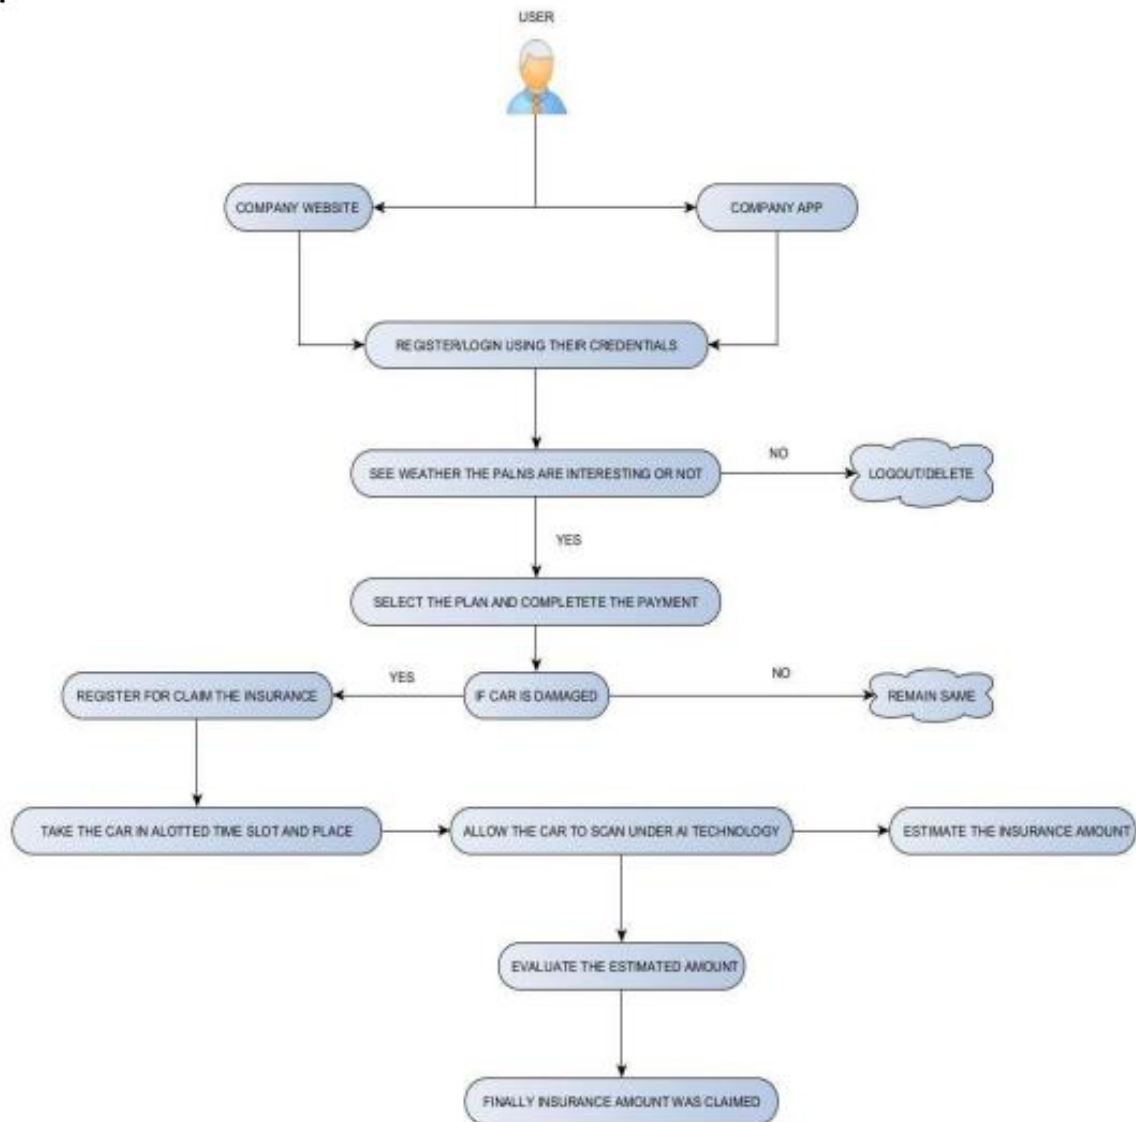 USER
COMPANY WEBSITE
COMPANY APP
REGISTER/LOGIN USING THEIR CREDENTIALS
SEE WEATHER THE PALNS ARE INTERESTING OR NOT
NO
LOGOUT/DELETE
YES
SELECT THE PLAN AND COMPLETETE THE PAYMENT
REGISTER FOR CLAIM THE INSURANCE
YES
IF CAR IS DAMAGED
NO
REMAIN SAME
TAKE THE CAR IN ALOTTED TIME SLOT AND PLACE
ALLOW THE CAR TO SCAN UNDER AI TECHNOLOGY
ESTIMATE THE INSURANCE AMOUNT
EVALUATE THE ESTIMATED AMOUNT
FINALLY INSURANCE AMOUNT WAS CLAIMED